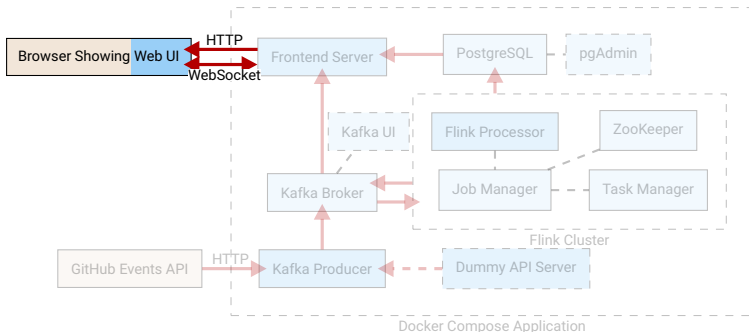 HTTP
Browser Showing Web UI
WebSocket
Frontend Server
PostgreSQL
pgAdmin
Kafka UI
Flink Processor
ZooKeeper
Kafka Broker
Job Manager
Task Manager
Flink Cluster
GitHub Events API
HTTP
Kafka Producer
Dummy API Server
Docker Compose Application